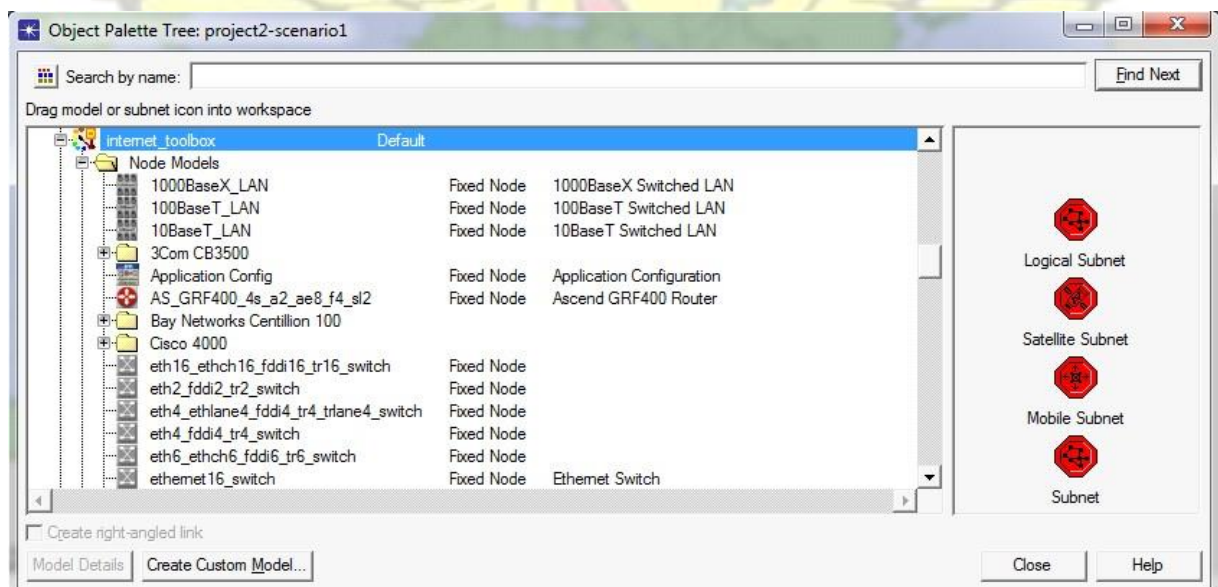 Object Palette Tree: project2-scenario1
Search by name:
Find Next
Drag model or subnet icon into workspace
internet_toolbox Default
Node Models
1000BaseX_LAN Fixed Node 1000BaseX Switched LAN
100BaseT_LAN Fixed Node 100BaseT Switched LAN
10BaseT_LAN Fixed Node 10BaseT Switched LAN
3Com CB3500
Application Config Fixed Node Application Configuration
AS_GRF400_4s_a2_ae8_f4_sl2 Fixed Node Ascend GRF400 Router
Bay Networks Centillion 100
Cisco 4000
eth16_ethch16_fddi16_tr16_switch Fixed Node
eth2_fddi2_tr2_switch Fixed Node
eth4_ethlane4_fddi4_tr4_trlane4_switch Fixed Node
eth4_fddi4_tr4_switch Fixed Node
eth6_ethch6_fddi6_tr6_switch Fixed Node
ethernet16_switch Fixed Node Ethernet Switch
Logical Subnet
Satellite Subnet
Mobile Subnet
Subnet
Create right-angled link
Model Details
Create Custom Model...
Close
Help